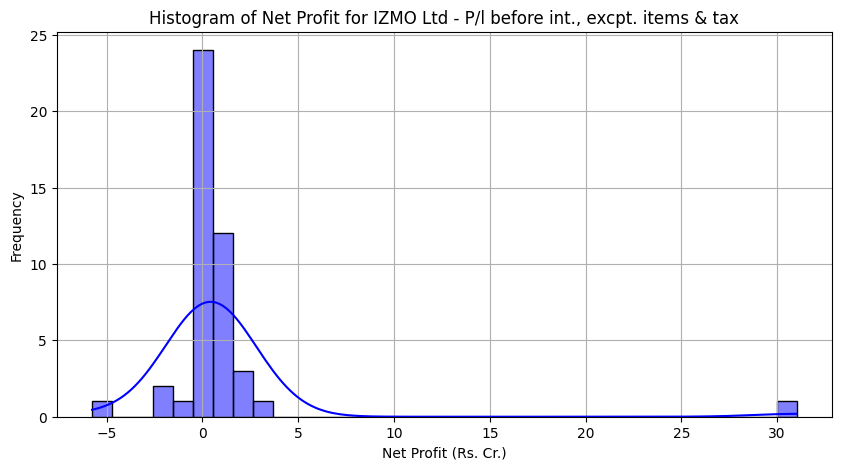 Histogram of Net Profit for IZMO Ltd - P/l before int., excpt. items & tax
25
20
15
10
5
0
Frequency
−5 0 5 10 15 20 25 30
Net Profit (Rs. Cr.)